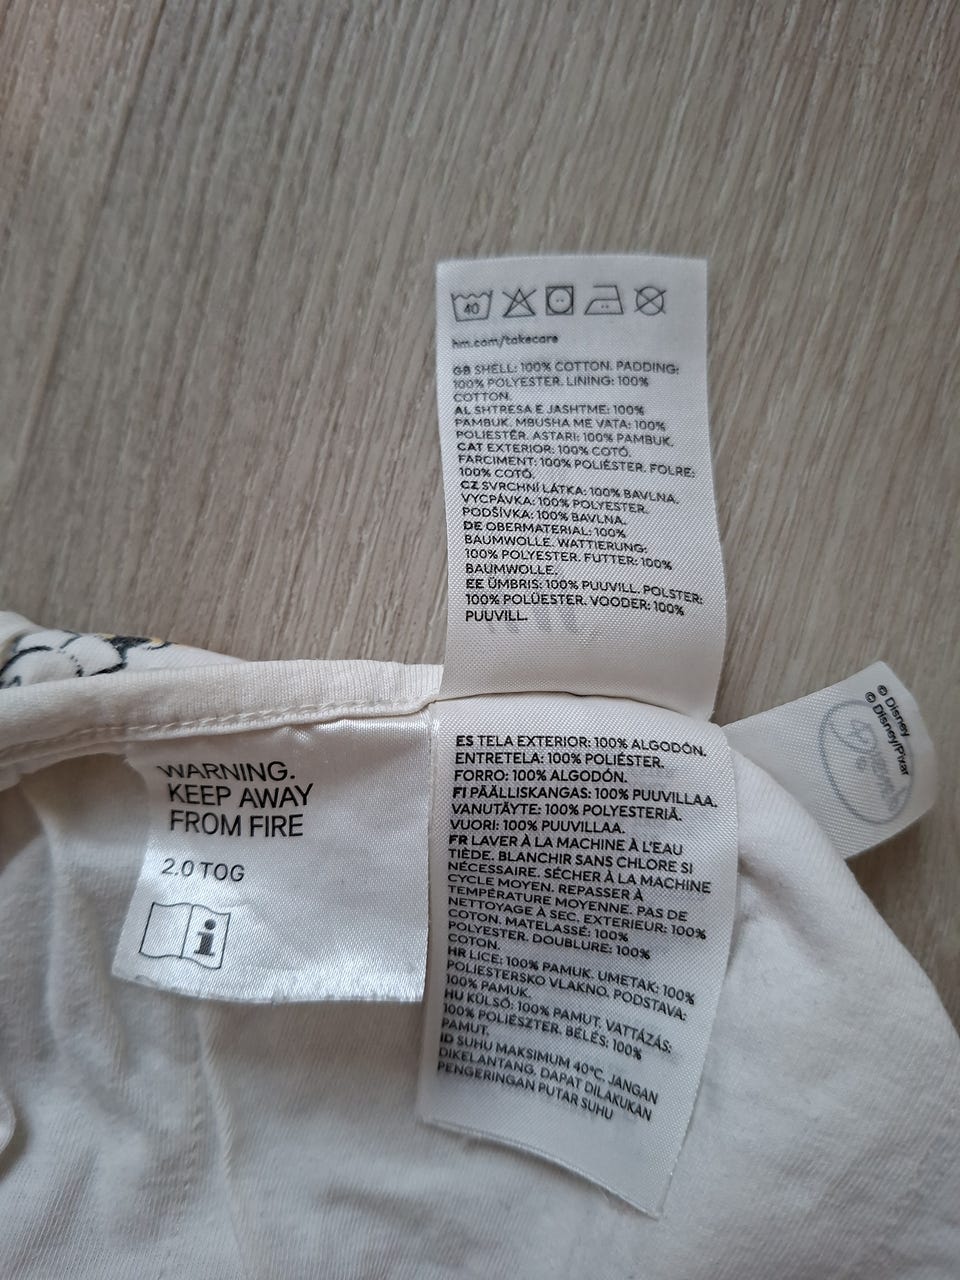 40
hm.com/takecare
GB SHELL: 100% COTTON. PADDING:
100% POLYESTER. LINING: 100%
COTTON.
AL SHTRESA E JASHTME: 100%
PAMBUK. MBUSHA ME VATA: 100%
POLIESTËR. ASTARI: 100% PAMBUK.
CAT EXTERIOR: 100% COTÓ.
FARCIMENT: 100% POLIÉSTER. FOLRE:
100% COTÓ.
CZ SVRCHNÍ LÁTKA: 100% BAVLNA.
VYCPÁVKA: 100% POLYESTER.
PODŠÍVKA: 100% BAVLNA.
DE OBERMATERIAL: 100%
BAUMWOLLE. WATTIERUNG:
100% POLYESTER. FUTTER: 100%
BAUMWOLLE.
EE ÜMBRIS: 100% PUUVILL. POLSTER:
100% POLÜESTER. VOODER: 100%
PUUVILL.
© Disney
© Disney/Pixar
WARNING.
KEEP AWAY
FROM FIRE
2.0 TOG
i
ES TELA EXTERIOR: 100% ALGODÓN.
ENTRETELA: 100% POLIÉSTER.
FORRO: 100% ALGODÓN.
FI PÄÄLLISKANGAS: 100% PUUVILLAA.
VANUTÄYTE: 100% POLYESTERIÄ.
VUORI: 100% PUUVILLAA.
FR LAVER À LA MACHINE À L'EAU
TIÈDE. BLANCHIR SANS CHLORE SI
NÉCESSAIRE. SÉCHER À LA MACHINE
CYCLE MOYEN. REPASSER À
TEMPÉRATURE MOYENNE. PAS DE
NETTOYAGE À SEC. EXTERIEUR: 100%
COTON. MATELASSÉ: 100%
POLYESTER. DOUBLURE: 100%
COTON.
HR LICE: 100% PAMUK. UMETAK: 100%
POLIESTERSKO VLAKNO. PODSTAVA:
100% PAMUK.
HU KÜLSŐ: 100% PAMUT. VATTÁZÁS:
100% POLIÉSZTER. BÉLÉS: 100%
PAMUT.
ID SUHU MAKSIMUM 40°C. JANGAN
DIKELANTANG. DAPAT DILAKUKAN
PENGERINGAN PUTAR SUHU